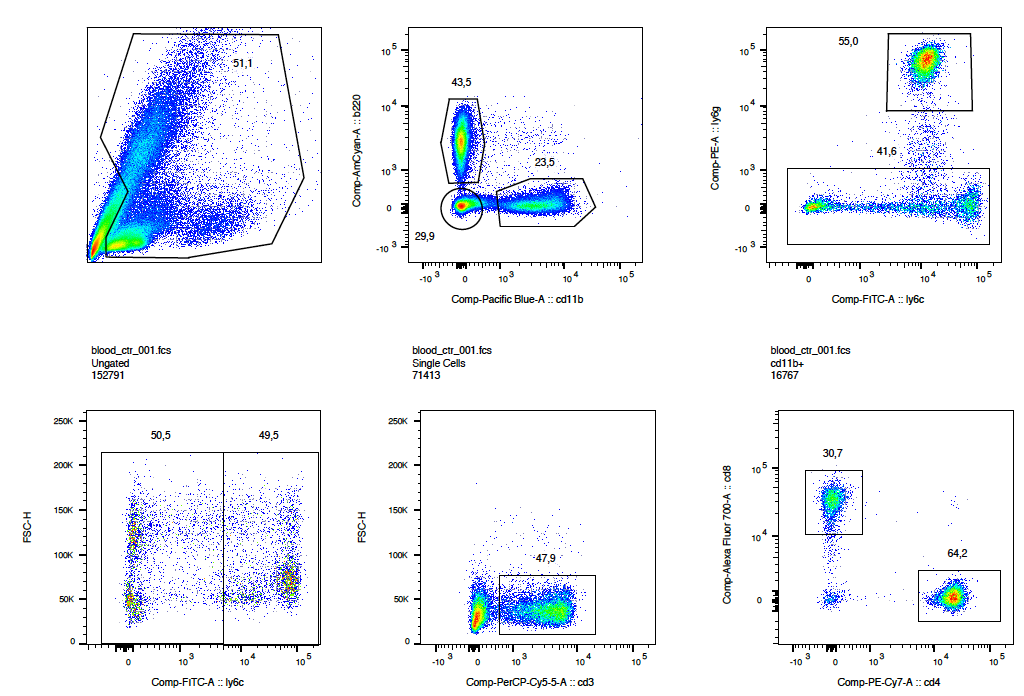 51,1
Comp-AmCyan-A :: b220
10 5
10 4
10 3
0
-10 3
43,5
23,5
29,9
-10 3 0 10 3 10 4 10 5
Comp-Pacific Blue-A :: cd11b
Comp-PE-A :: ly6g
10 5
10 4
10 3
0
-10 3
55,0
41,6
0 10 3 10 4 10 5
Comp-FITC-A :: ly6c
blood_ctr_001.fcs
Ungated
152791
blood_ctr_001.fcs
Single Cells
71413
blood_ctr_001.fcs
cd11b+
16767
FSC-H
250K
200K
150K
100K
50K
0
50,5
49,5
0 10 3 10 4 10 5
Comp-FITC-A :: ly6c
FSC-H
250K
200K
150K
100K
50K
0
47,9
-10 3 0 10 3 10 4 10 5
Comp-PerCP-Cy5-5-A :: cd3
Comp-Alexa Fluor 700-A :: cd8
10 5
10 4
0
30,7
64,2
-10 3 0 10 3 10 4 10 5
Comp-PE-Cy7-A :: cd4